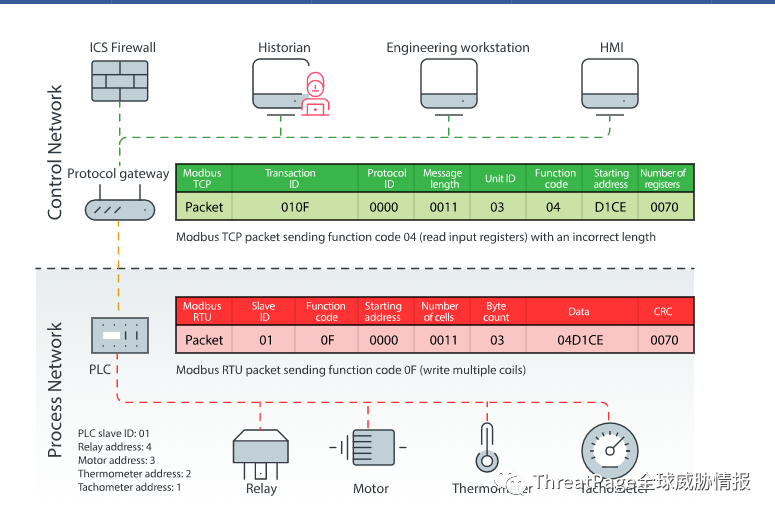 ICS Firewall
Historian
Engineering workstation
HMI
Control Network
Protocol gateway
Modbus TCP
Transaction ID
Protocol ID
Message length
Unit ID
Function code
Starting address
Number of registers
Packet
010F
0000
0011
03
04
D1CE
0070
Modbus TCP packet sending function code 04 (read input registers) with an incorrect length
Process Network
PLC
Modbus RTU
Slave ID
Function code
Starting address
Number of cells
Byte count
Data
CRC
Packet
01
0F
0000
0011
03
04D1CE
0070
Modbus RTU packet sending function code 0F (write multiple coils)
PLC slave ID: 01
Relay address: 4
Motor address: 3
Thermometer address: 2
Tachometer address: 1
Relay
Motor
Thermometer
Tachometer
ThreatPage全球威胁情报